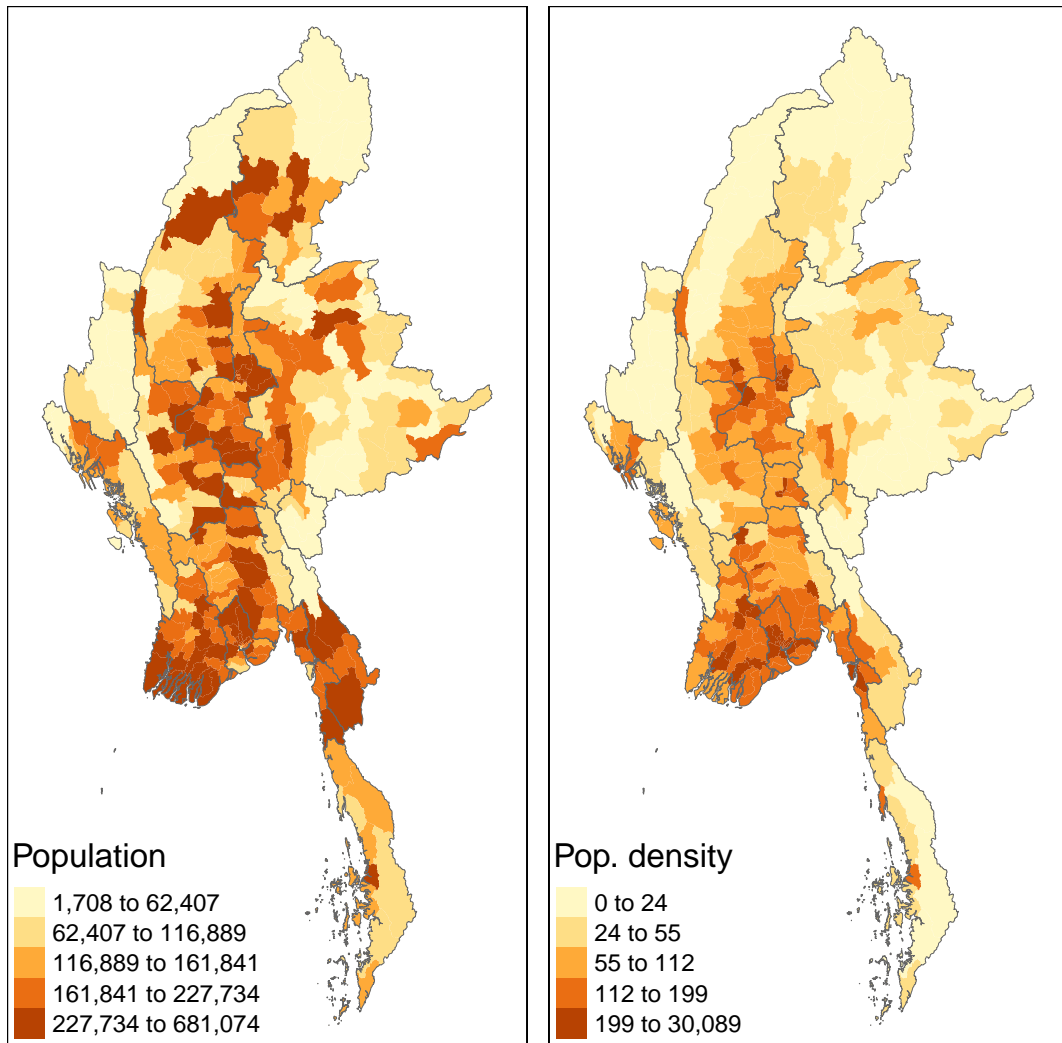 Population
1,708 to 62,407
62,407 to 116,889
116,889 to 161,841
161,841 to 227,734
227,734 to 681,074
Pop. density
0 to 24
24 to 55
55 to 112
112 to 199
199 to 30,089